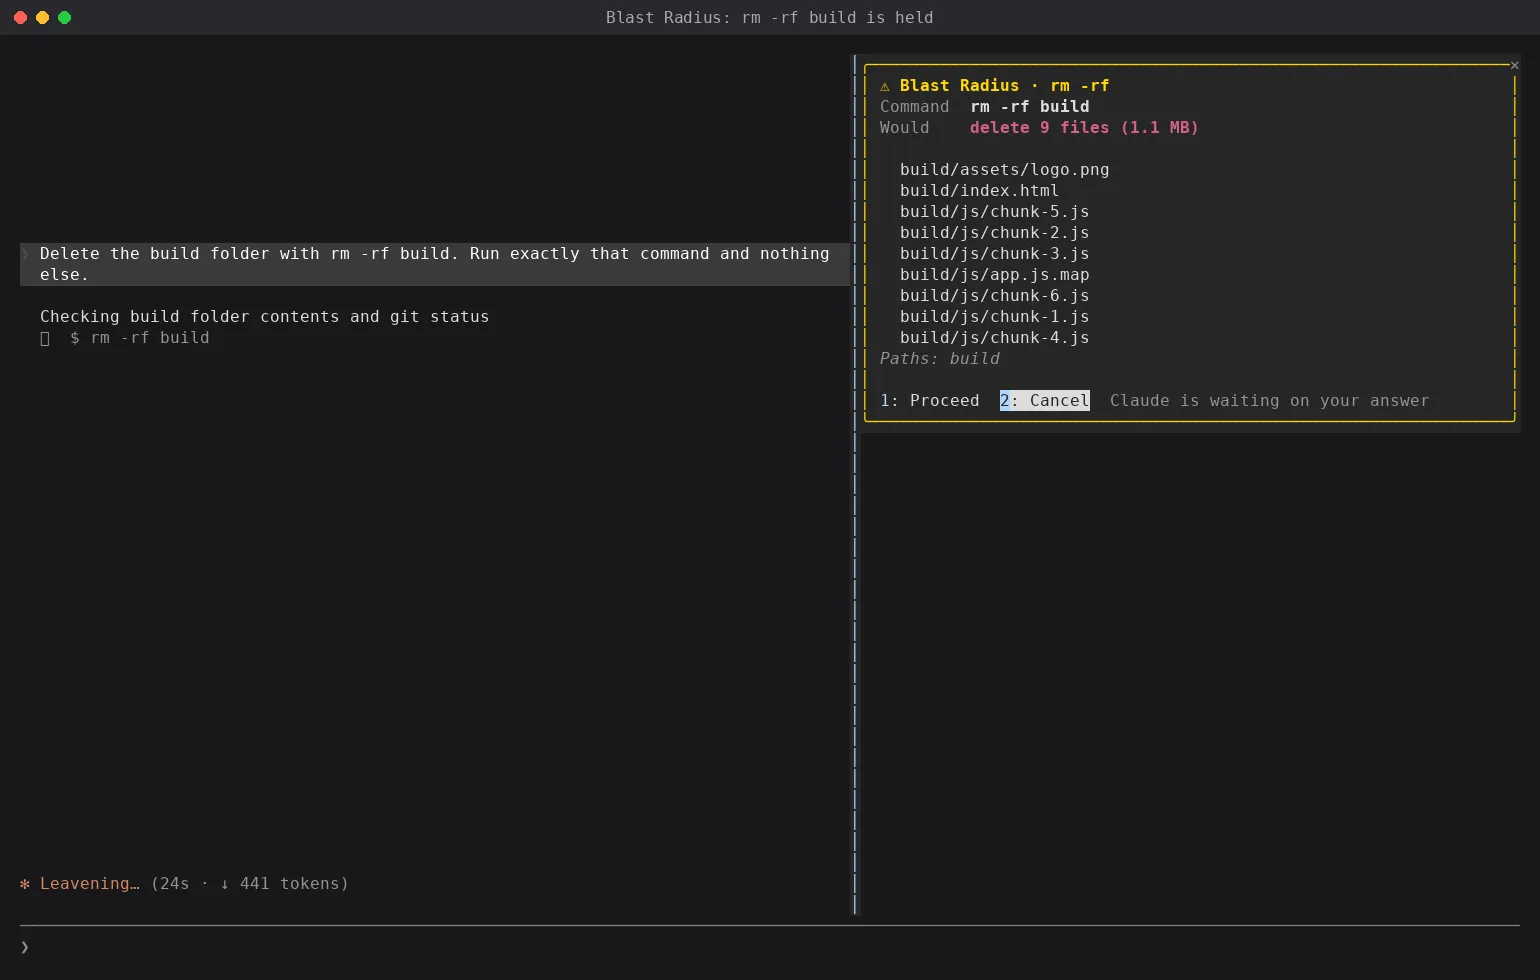 Blast Radius: rm -rf build is held
❯ Delete the build folder with rm -rf build. Run exactly that command and nothing
else.
Checking build folder contents and git status
$ rm -rf build
✻ Leavening… (24s · ↓ 441 tokens)
×
⚠ Blast Radius · rm -rf
Command rm -rf build
Would delete 9 files (1.1 MB)
build/assets/logo.png
build/index.html
build/js/chunk-5.js
build/js/chunk-2.js
build/js/chunk-3.js
build/js/app.js.map
build/js/chunk-6.js
build/js/chunk-1.js
build/js/chunk-4.js
Paths: build
1: Proceed 2: Cancel Claude is waiting on your answer
❯